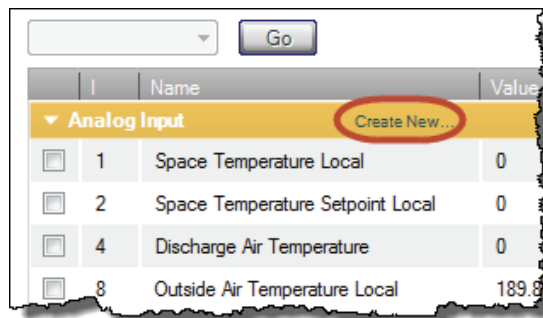 Go
I Name Value
Analog Input Create New...
1 Space Temperature Local 0
2 Space Temperature Setpoint Local 0
4 Discharge Air Temperature 0
8 Outside Air Temperature Local 189.8